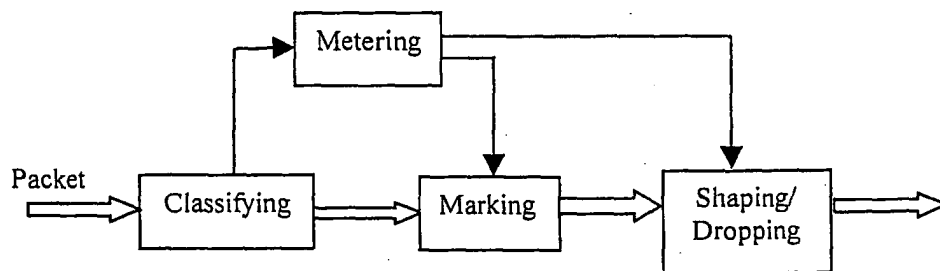 Metering
Packet
Classifying
Marking
Shaping/
Dropping